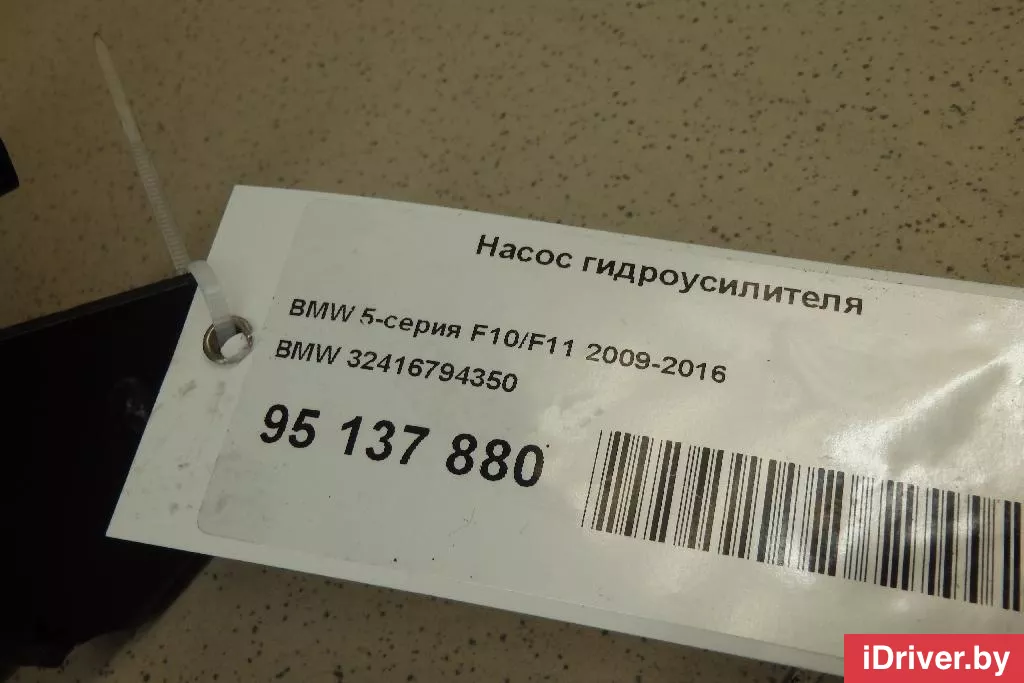 Насос гидроусилителя
BMW 5-серия F10/F11 2009-2016
BMW 32416794350
95 137 880
iDriver.by